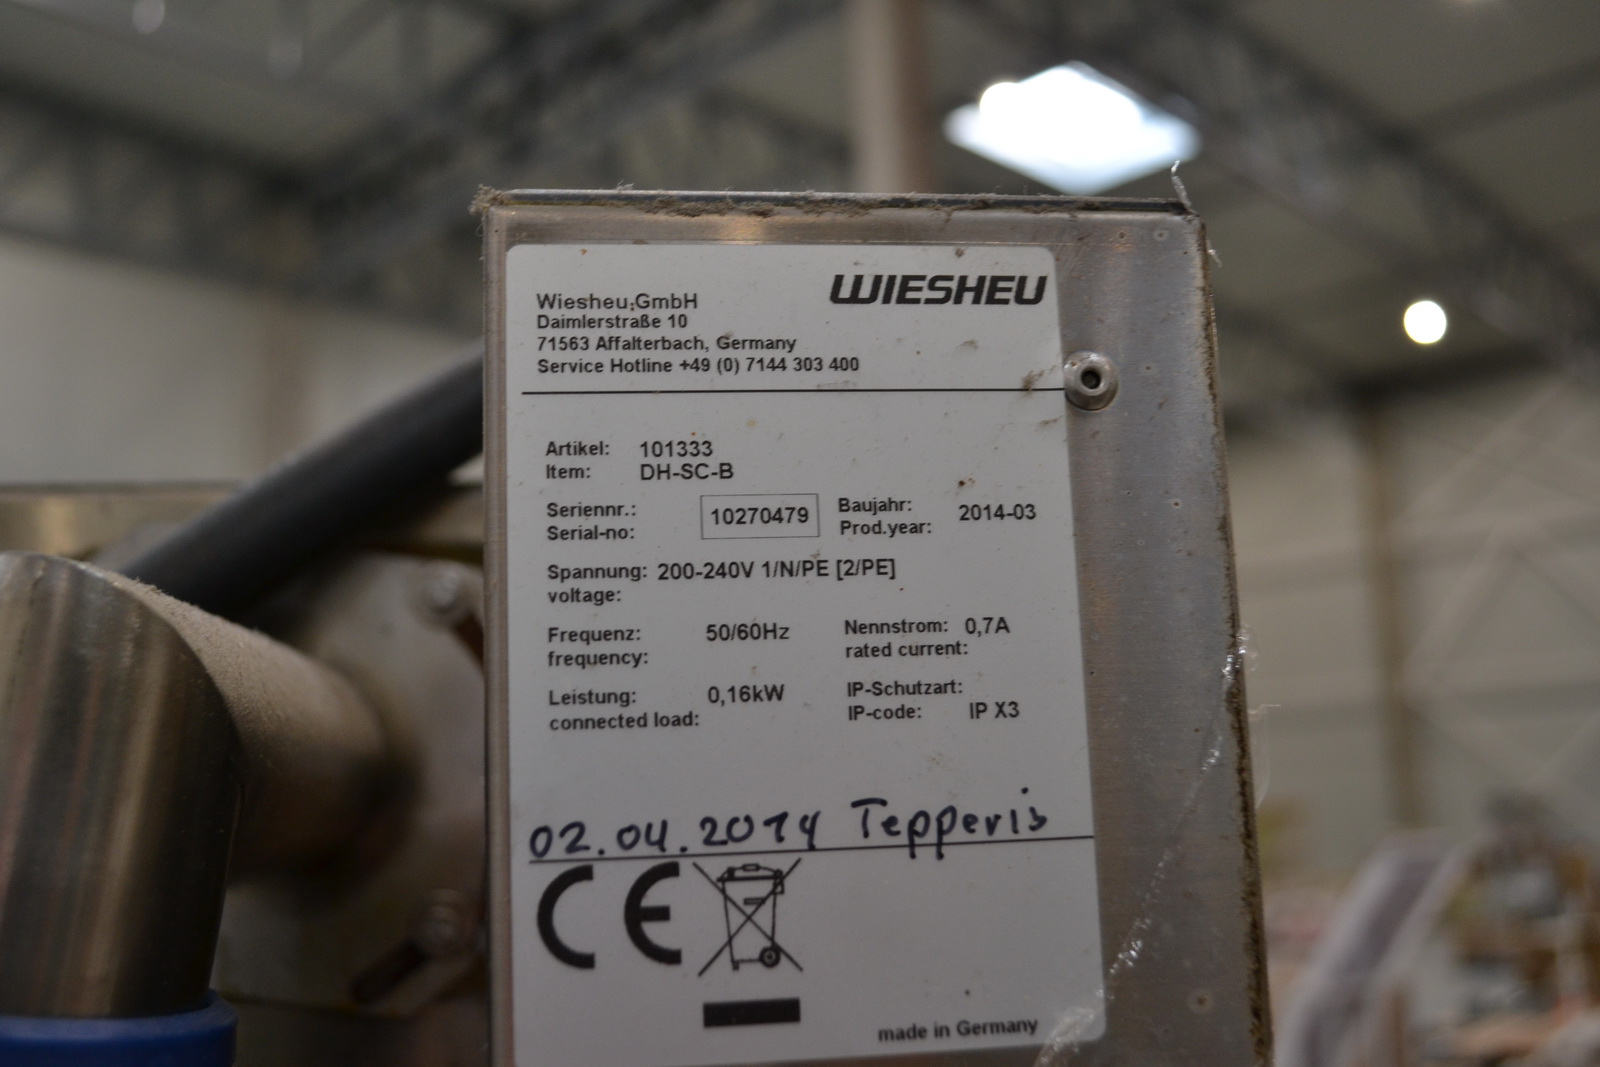 WIESHEU
Wiesheu GmbH
Daimlerstraße 10
71563 Affalterbach, Germany
Service Hotline +49 (0) 7144 303 400
Artikel: 101333
Item: DH-SC-B
Seriennr.:
Serial-no: 10270479
Baujahr:
Prod.year: 2014-03
Spannung: 200-240V 1/N/PE [2/PE]
voltage:
Frequenz: 50/60Hz
frequency:
Nennstrom: 0,7A
rated current:
Leistung: 0,16kW
connected load:
IP-Schutzart:
IP-code: IP X3
02.04.2014 Tepperis
CE
made in Germany